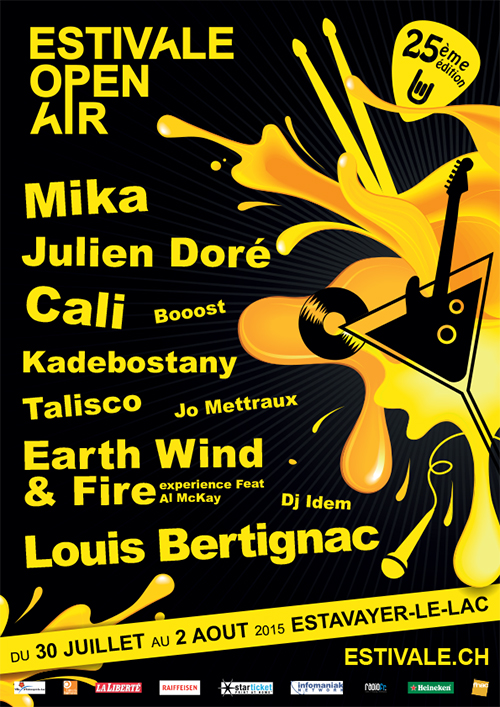 ESTIVALE
OPEN
AIR
25ème
édition
Mika
Julien Doré
Cali
Booost
Kadebostany
Talisco
Jo Mettraux
Earth Wind
& Fire experience Feat
Al McKay
Dj Idem
Louis Bertignac
DU 30 JUILLET AU 2 AOUT 2015 ESTAVAYER-LE-LAC
ESTIVALE.CH
LA LIBERTÉ
RAIFFEISEN
starticket
infomaniak
NETWORK
Heineken
fnac